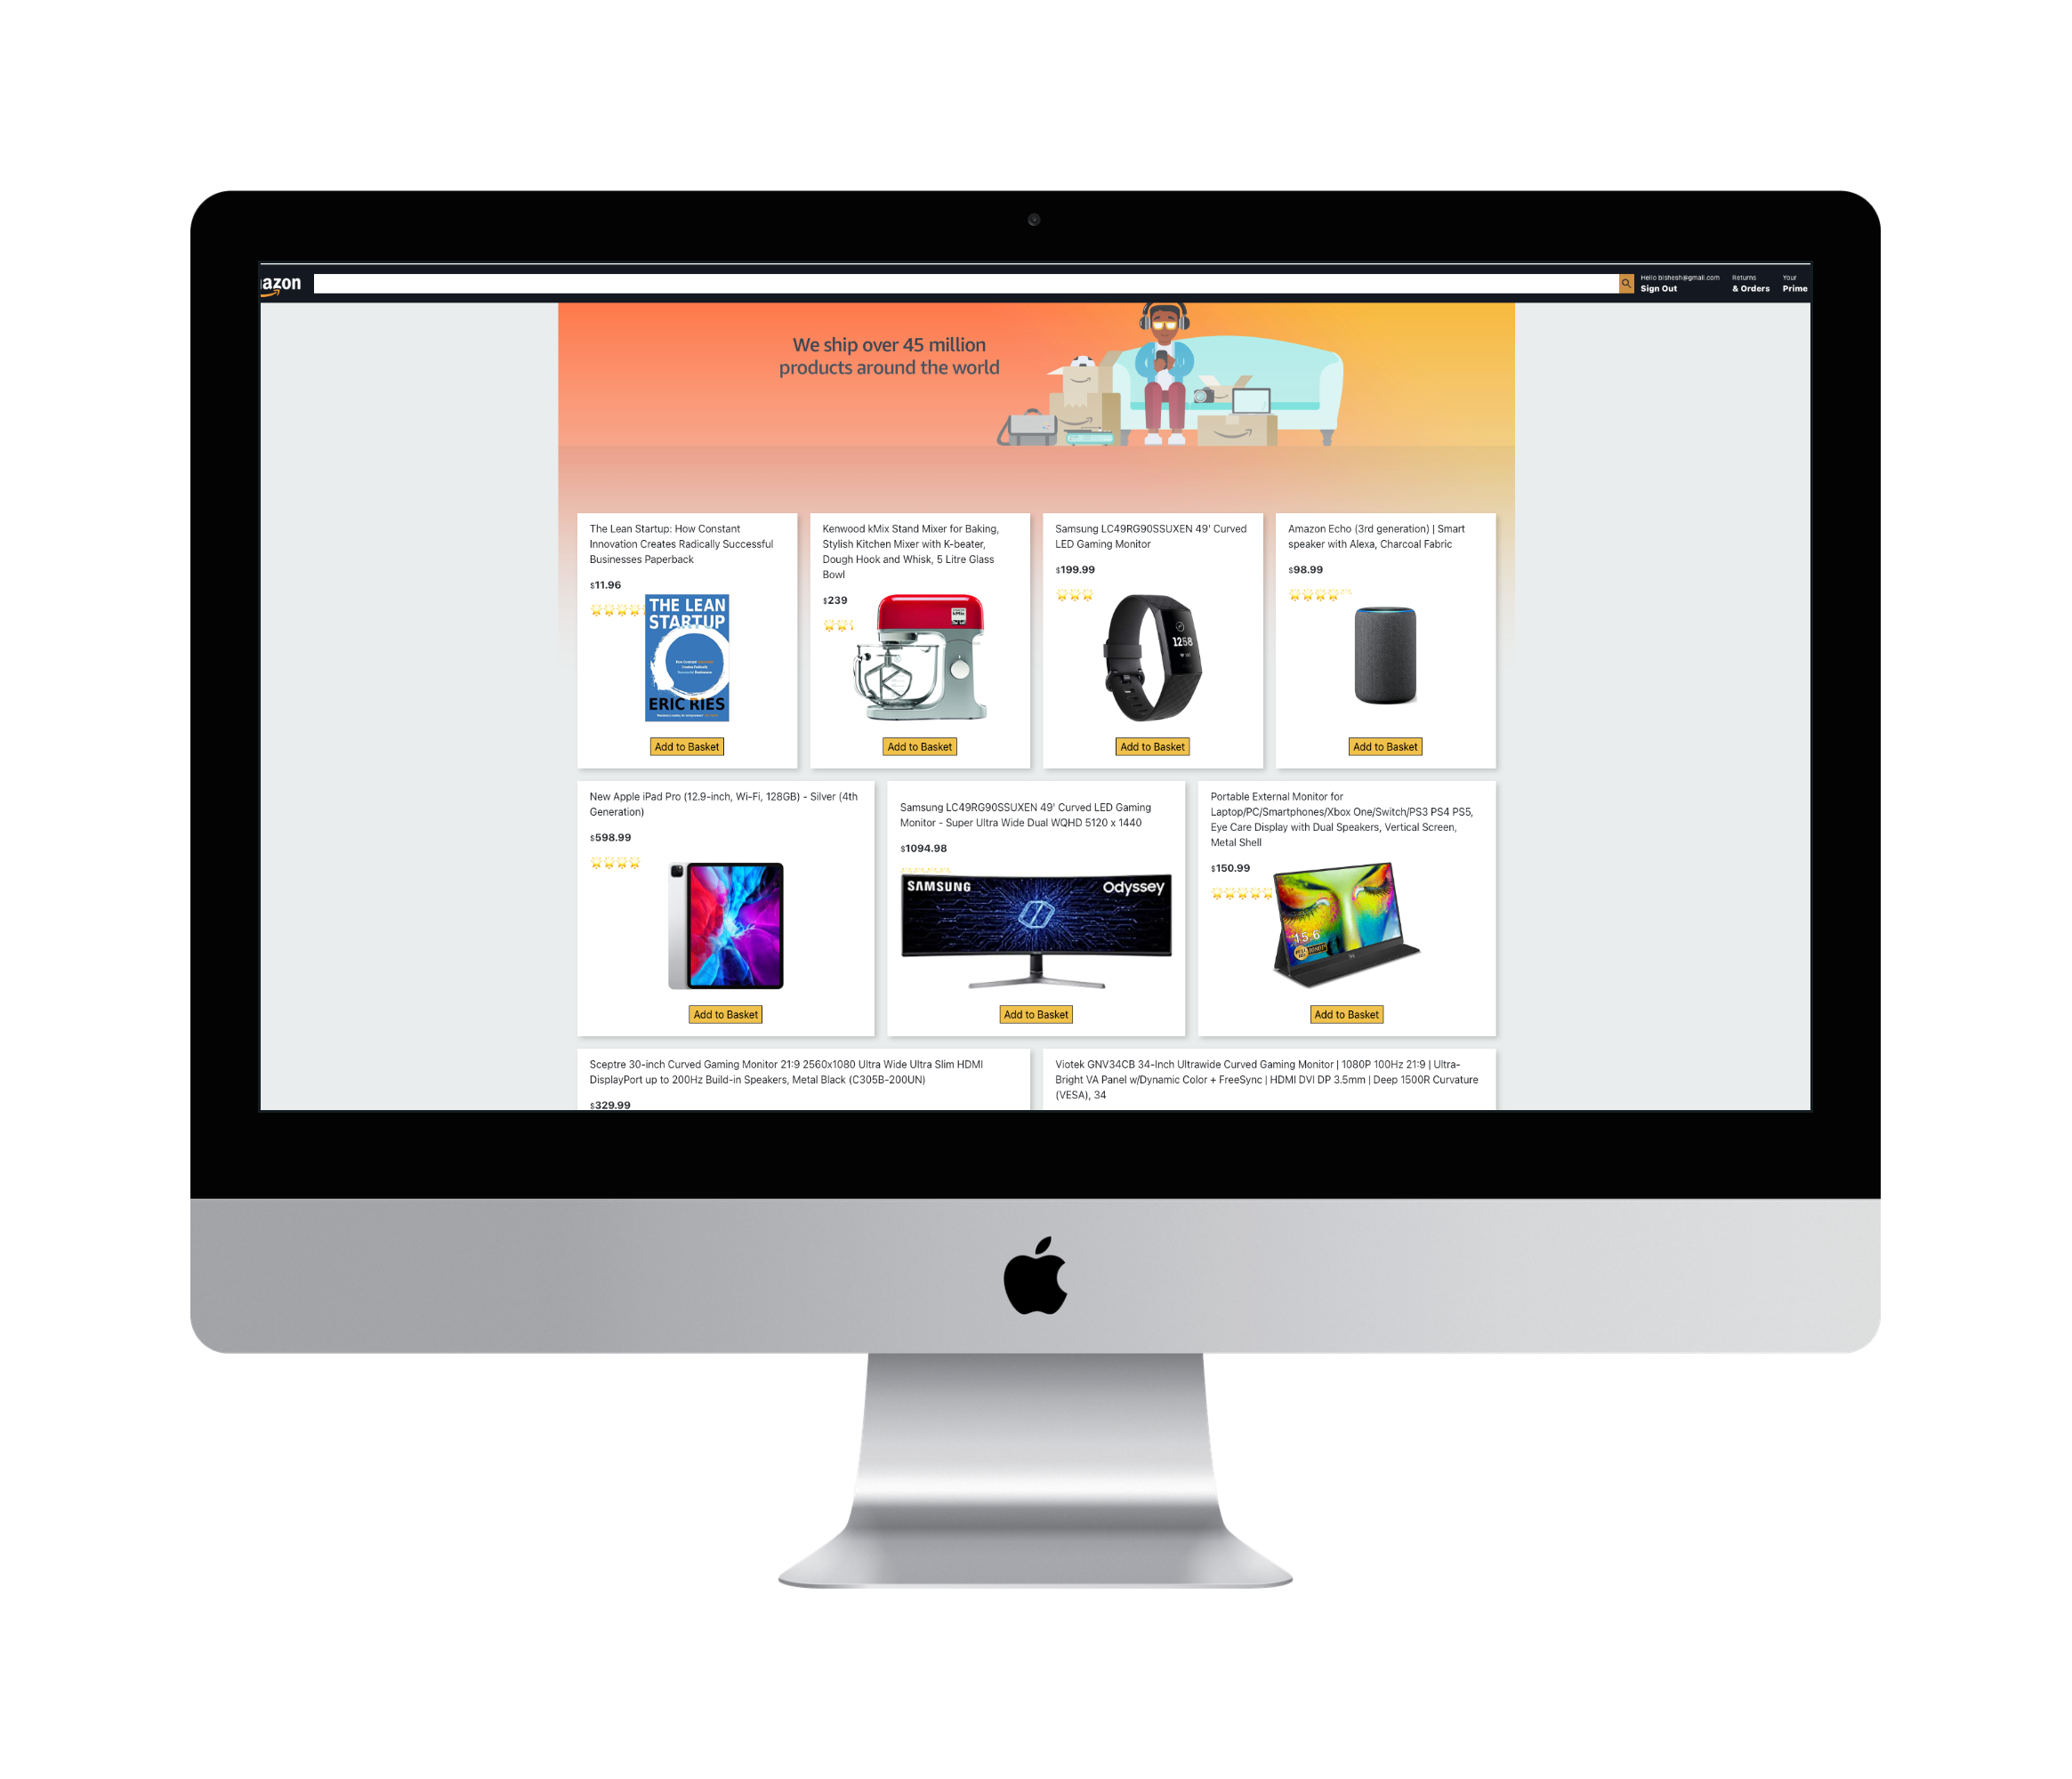 azon
Hello bishesh@gmail.com
Sign Out
Returns
& Orders
Your
Prime
We ship over 45 million
products around the world
The Lean Startup: How Constant
Innovation Creates Radically Successful
Businesses Paperback
$11.96
THE LEAN
STARTUP
ERIC RIES
Add to Basket
Kenwood kMix Stand Mixer for Baking,
Stylish Kitchen Mixer with K-beater,
Dough Hook and Whisk, 5 Litre Glass
Bowl
$239
kMix
Add to Basket
Samsung LC49RG90SSUXEN 49' Curved
LED Gaming Monitor
$199.99
12:58
Add to Basket
Amazon Echo (3rd generation) | Smart
speaker with Alexa, Charcoal Fabric
$98.99
Add to Basket
New Apple iPad Pro (12.9-inch, Wi-Fi, 128GB) - Silver (4th
Generation)
$598.99
Add to Basket
Samsung LC49RG90SSUXEN 49' Curved LED Gaming
Monitor - Super Ultra Wide Dual WQHD 5120 x 1440
$1094.98
SAMSUNG
Odyssey
Add to Basket
Portable External Monitor for
Laptop/PC/Smartphones/Xbox One/Switch/PS3 PS4 PS5,
Eye Care Display with Dual Speakers, Vertical Screen,
Metal Shell
$150.99
15.6
Add to Basket
Sceptre 30-inch Curved Gaming Monitor 21:9 2560x1080 Ultra Wide Ultra Slim HDMI
DisplayPort up to 200Hz Build-in Speakers, Metal Black (C305B-200UN)
$329.99
Viotek GNV34CB 34-Inch Ultrawide Curved Gaming Monitor | 1080P 100Hz 21:9 | Ultra-
Bright VA Panel w/Dynamic Color + FreeSync | HDMI DVI DP 3.5mm | Deep 1500R Curvature
(VESA), 34